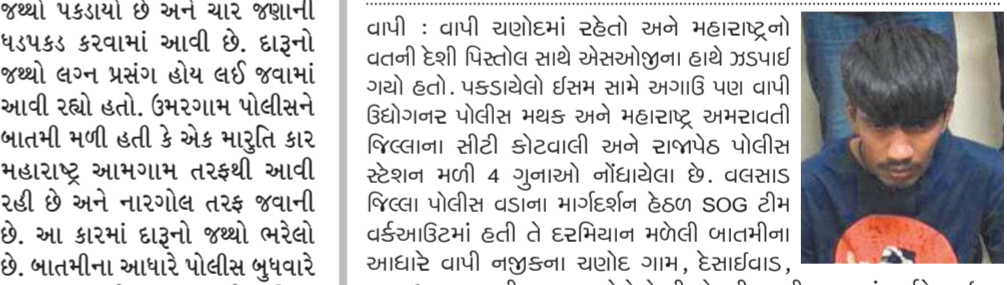 જથ્થો પકડાયો છે અને ચાર જણાની
ધડપકડ કરવામાં આવી છે. દારૂનો
જથ્થો લગ્ન પ્રસંગ હોય લઈ જવામાં
આવી રહ્યો હતો. ઉમરગામ પોલીસને
બાતમી મળી હતી કે એક મારુતિ કાર
મહારાષ્ટ્ર આમગામ તરફથી આવી
રહી છે અને નારગોલ તરફ જવાની
છે. આ કારમાં દારૂનો જથ્થો ભરેલો
છે. બાતમીના આધારે પોલીસ બુધવારે
વાપી : વાપી ચણોદમાં રહેતો અને મહારાષ્ટ્રનો
વતની દેશી પિસ્તોલ સાથે એસઓજીના હાથે ઝડપાઈ
ગયો હતો. પકડાયેલો ઈસમ સામે અગાઉ પણ વાપી
ઉદ્યોગનર પોલીસ મથક અને મહારાષ્ટ્ર અમરાવતી
જિલ્લાના સીટી કોટવાલી અને રાજાપેઠ પોલીસ
સ્ટેશન મળી 4 ગુનાઓ નોંધાયેલા છે. વલસાડ
જિલ્લા પોલીસ વડાના માર્ગદર્શન હેઠળ SOG ટીમ
વર્કઆઉટમાં હતી તે દરમિયાન મળેલી બાતમીના
આધારે વાપી નજીકના ચણોદ ગામ, દેસાઈવાડ,